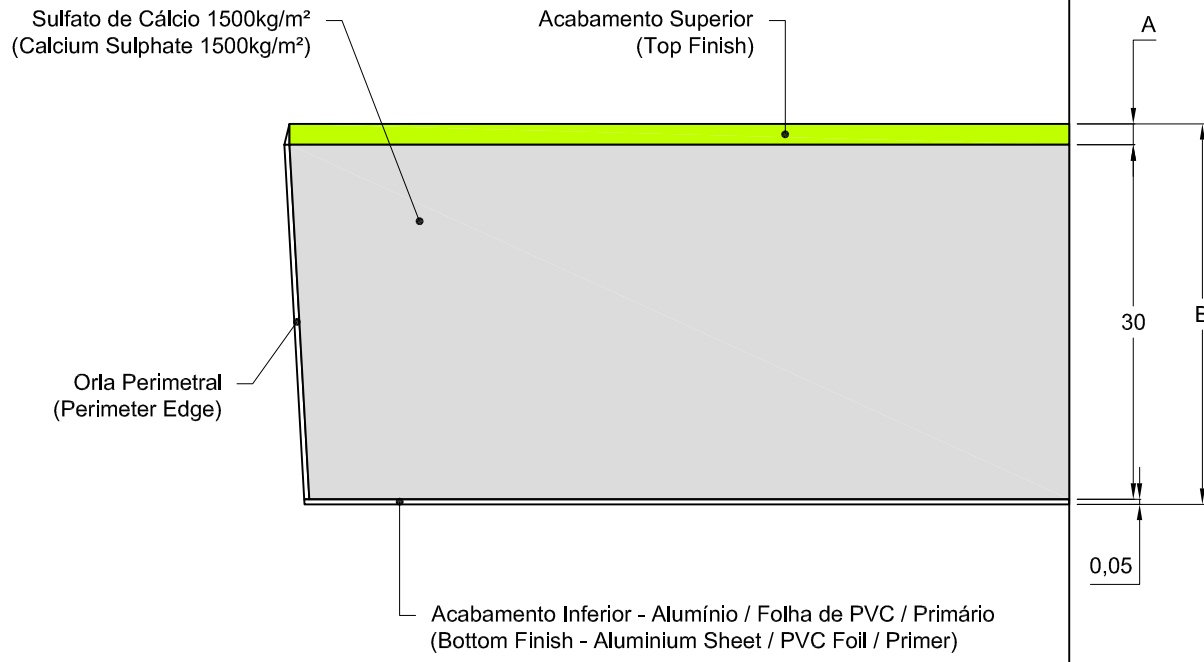 Sulfato de Cálcio 1500kg/m²
(Calcium Sulphate 1500kg/m²)
Acabamento Superior
(Top Finish)
A
30
B
Orla Perimetral
(Perimeter Edge)
0,05
Acabamento Inferior - Alumínio / Folha de PVC / Primário
(Bottom Finish - Aluminium Sheet / PVC Foil / Primer)